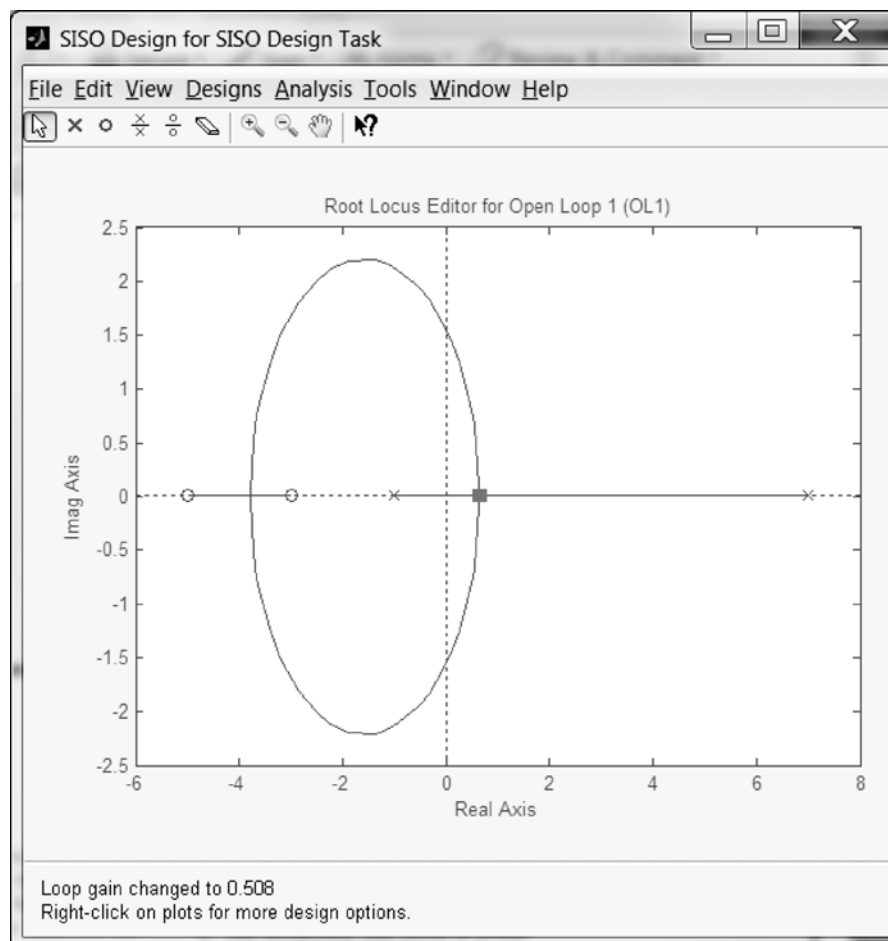 SISO Design for SISO Design Task
File Edit View Designs Analysis Tools Window Help
Root Locus Editor for Open Loop 1 (OL1)
2.5
2
1.5
1
0.5
0
-0.5
-1
-1.5
-2
-2.5
Imag Axis
-6 -4 -2 0 2 4 6 8
Real Axis
Loop gain changed to 0.508
Right-click on plots for more design options.